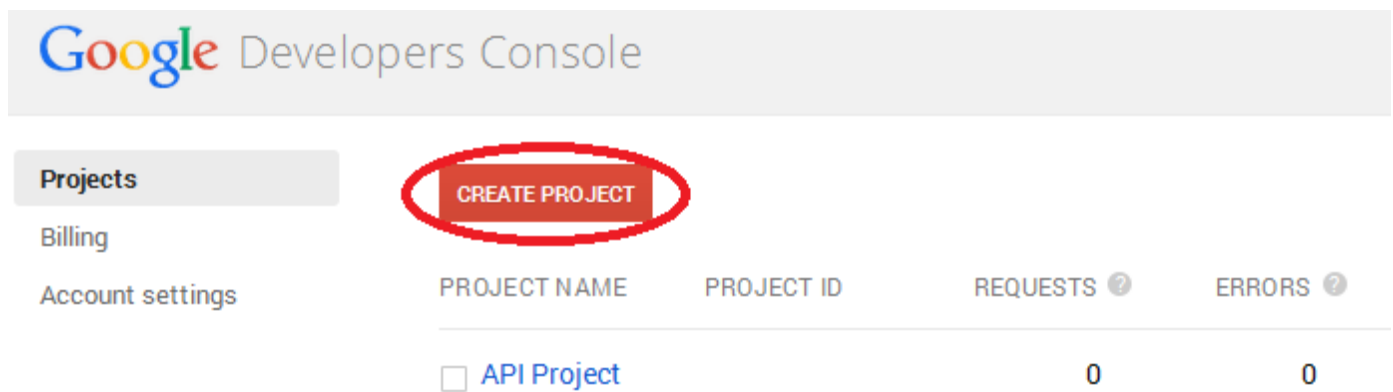 Google Developers Console
Projects
Billing
Account settings
CREATE PROJECT
PROJECT NAME PROJECT ID REQUESTS ? ERRORS ?
API Project 0 0